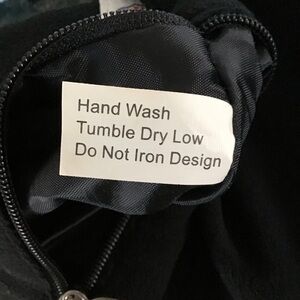 Hand Wash
Tumble Dry Low
Do Not Iron Design